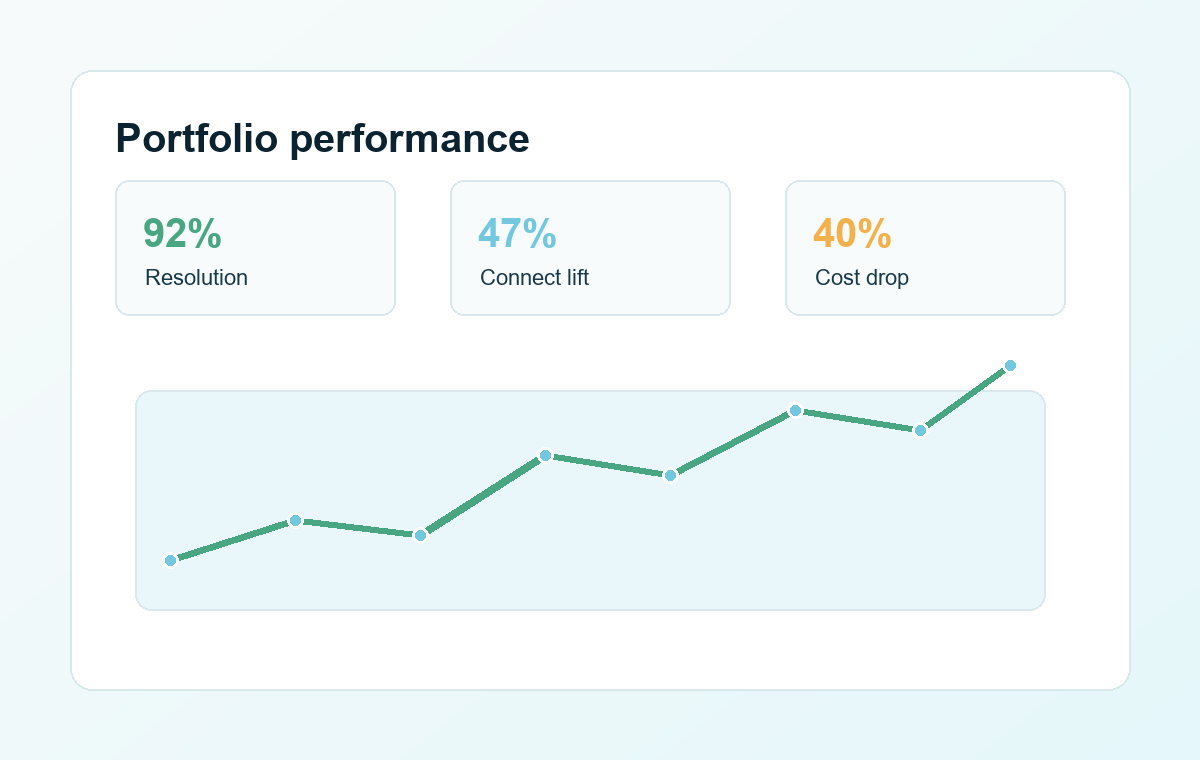 Portfolio performance
92%
Resolution
47%
Connect lift
40%
Cost drop